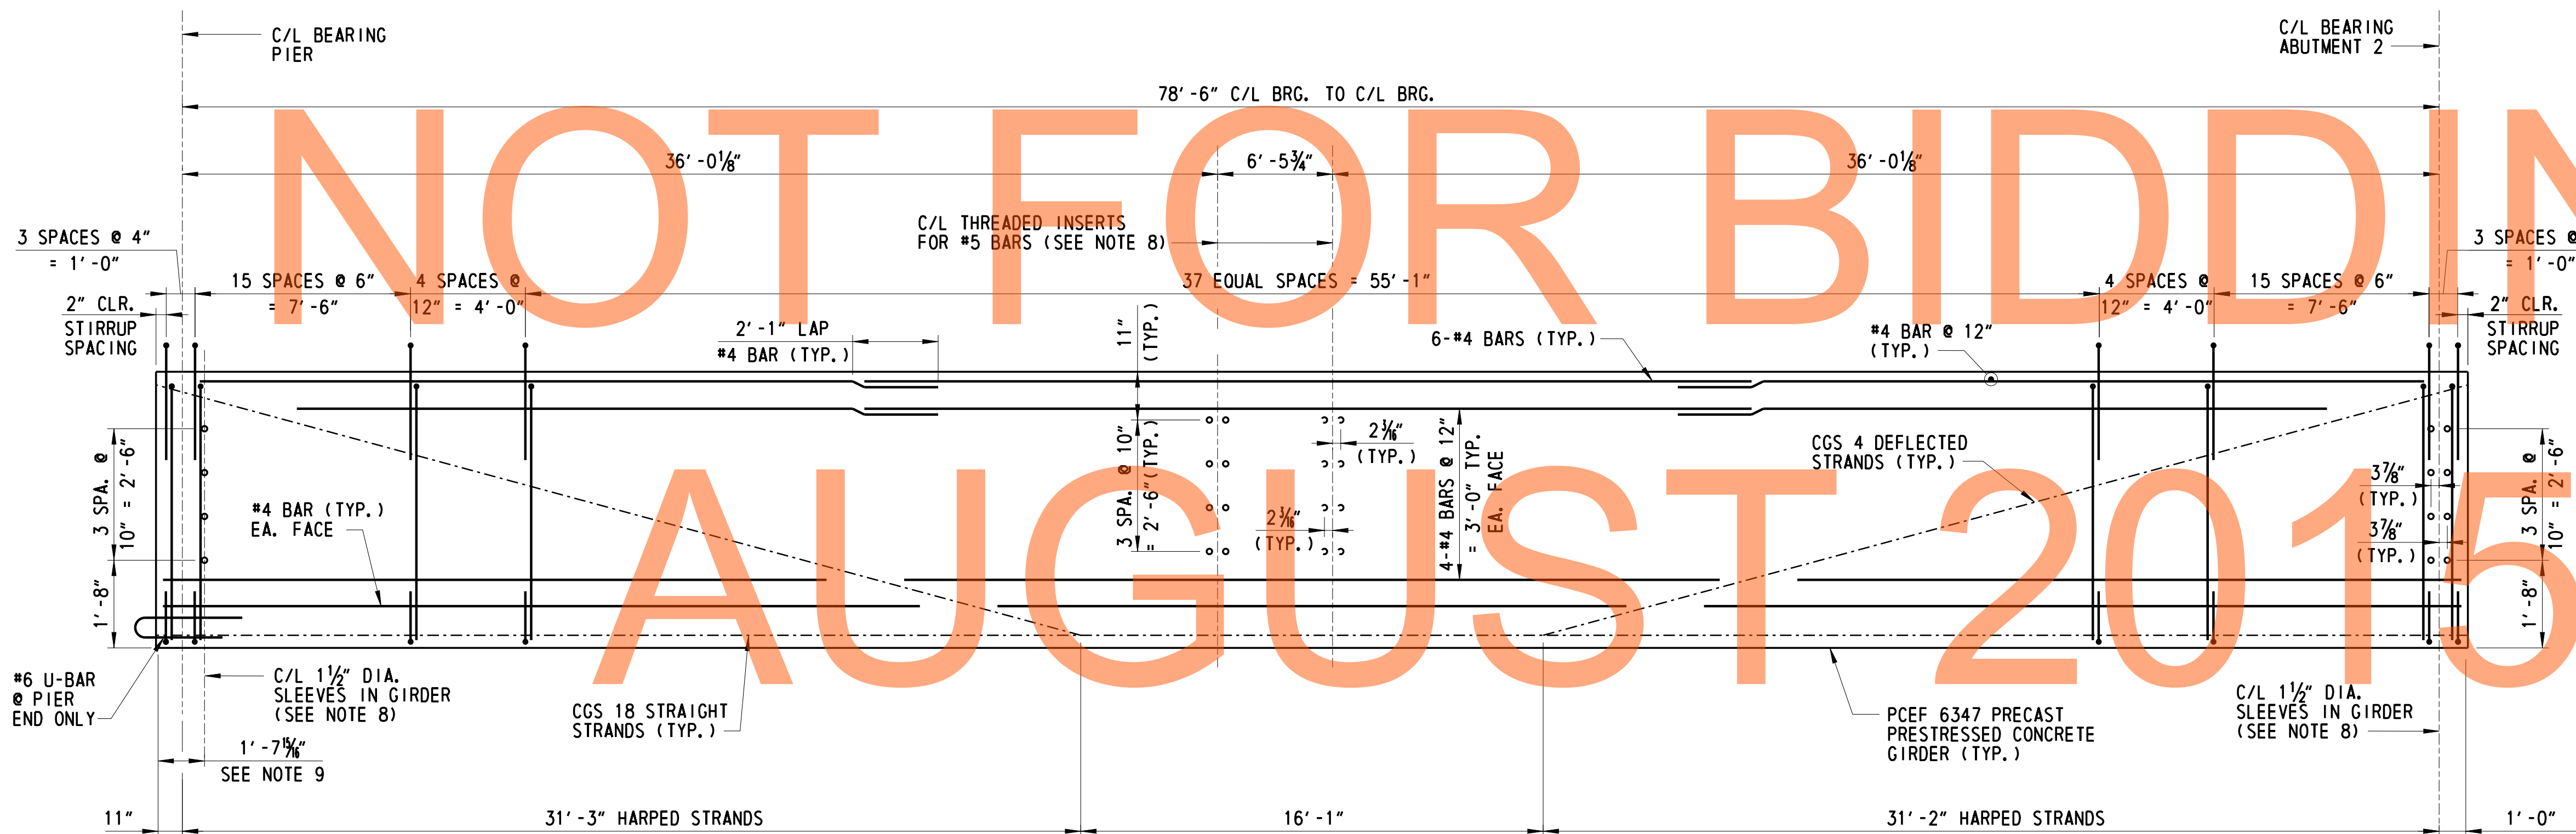 C/L BEARING
PIER
C/L BEARING
ABUTMENT 2
78'-6" C/L BRG. TO C/L BRG.
NOT FOR BIDDIN
36'-0⅛"
6'-5¾"
36'-0⅛"
C/L THREADED INSERTS
FOR #5 BARS (SEE NOTE 8)
3 SPACES @ 4"
= 1'-0"
15 SPACES @ 6"
= 7'-6"
4 SPACES @
12" = 4'-0"
37 EQUAL SPACES = 55'-1"
4 SPACES @
12" = 4'-0"
15 SPACES @ 6"
= 7'-6"
3 SPACES @
= 1'-0"
2" CLR.
STIRRUP
SPACING
2'-1" LAP
#4 BAR (TYP.)
11"
(TYP.)
6-#4 BARS (TYP.)
#4 BAR @ 12"
(TYP.)
2" CLR.
STIRRUP
SPACING
3 SPA. @
10" = 2'-6"
#4 BAR (TYP.)
EA. FACE
3 SPA. @ 10"
= 2'-6" (TYP.)
2 3/16"
(TYP.)
2 3/16"
(TYP.)
4-#4 BARS @ 12"
= 3'-0" TYP.
EA. FACE
CGS 4 DEFLECTED
STRANDS (TYP.)
3⅞"
(TYP.)
3⅞"
(TYP.)
3 SPA. @
10" = 2'-6"
AUGUST 2015
1'-8"
1'-8"
#6 U-BAR
@ PIER
END ONLY
C/L 1½" DIA.
SLEEVES IN GIRDER
(SEE NOTE 8)
1'-7 15/16"
SEE NOTE 9
CGS 18 STRAIGHT
STRANDS (TYP.)
PCEF 6347 PRECAST
PRESTRESSED CONCRETE
GIRDER (TYP.)
C/L 1½" DIA.
SLEEVES IN GIRDER
(SEE NOTE 8)
11"
31'-3" HARPED STRANDS
16'-1"
31'-2" HARPED STRANDS
1'-0"